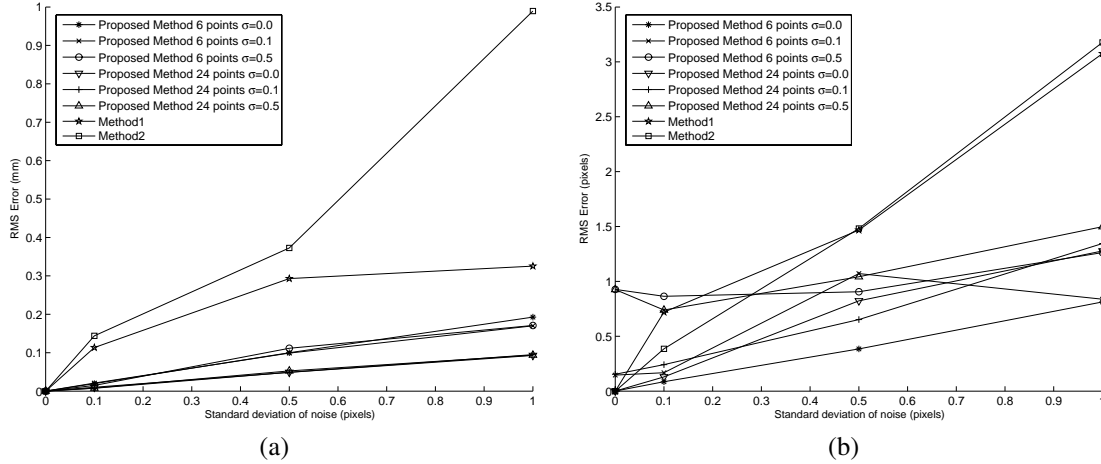 1
0.9
0.8
0.7
0.6
0.5
0.4
0.3
0.2
0.1
0
RMS Error (mm)
Proposed Method 6 points σ=0.0
Proposed Method 6 points σ=0.1
Proposed Method 6 points σ=0.5
Proposed Method 24 points σ=0.0
Proposed Method 24 points σ=0.1
Proposed Method 24 points σ=0.5
Method1
Method2
0 0.1 0.2 0.3 0.4 0.5 0.6 0.7 0.8 0.9 1
Standard deviation of noise (pixels)
(a)
3.5
3
2.5
2
1.5
1
0.5
0
RMS Error (pixels)
Proposed Method 6 points σ=0.0
Proposed Method 6 points σ=0.1
Proposed Method 6 points σ=0.5
Proposed Method 24 points σ=0.0
Proposed Method 24 points σ=0.1
Proposed Method 24 points σ=0.5
Method1
Method2
0 0.1 0.2 0.3 0.4 0.5 0.6 0.7 0.8 0.9 1
Standard deviation of noise (pixels)
(b)